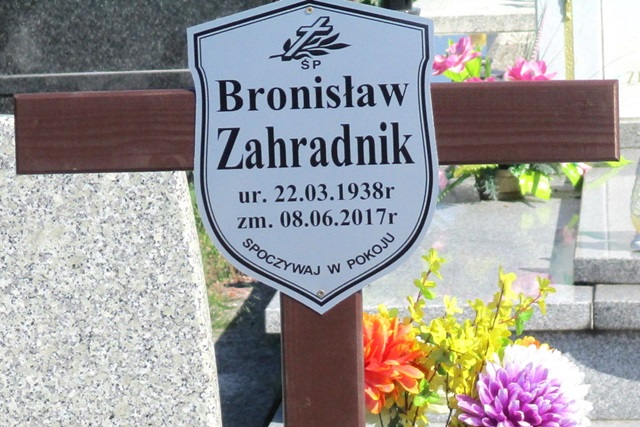 ŚP
Bronisław
Zahradnik
ur. 22.03.1938r
zm. 08.06.2017r
SPOCZYWAJ W POKOJU